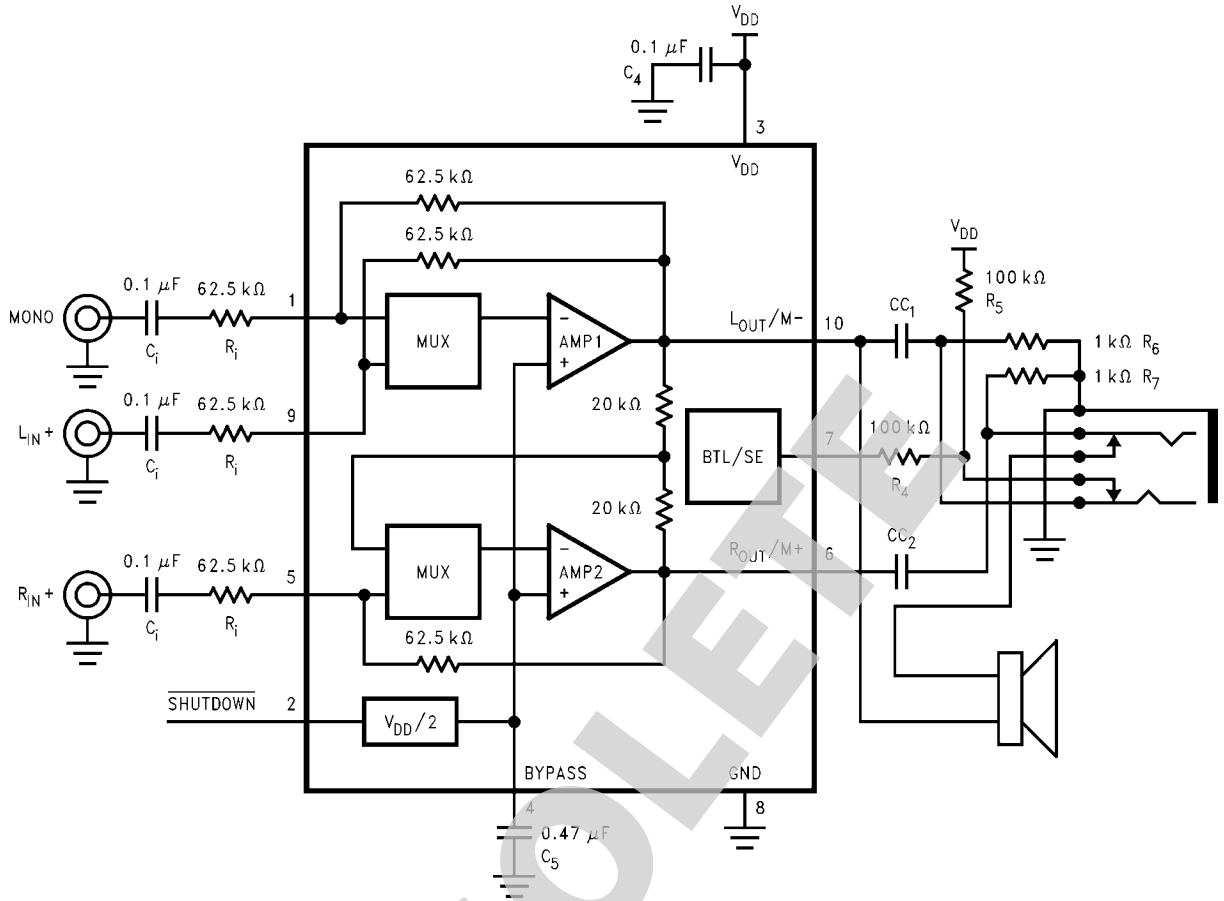 V_DD
0.1 μF
C_4
3
V_DD
62.5 kΩ
62.5 kΩ
V_DD
100 kΩ
R_5
0.1 μF
62.5 kΩ
1
MONO
C_i
R_i
MUX
AMP1
−
+
L_OUT/M−
10
CC_1
1 kΩ R_6
1 kΩ R_7
0.1 μF
62.5 kΩ
9
L_IN+
C_i
R_i
20 kΩ
BTL/SE
7
100 kΩ
R_4
20 kΩ
0.1 μF
62.5 kΩ
5
R_IN+
C_i
R_i
MUX
AMP2
−
+
R_OUT/M+
6
CC_2
62.5 kΩ
SHUTDOWN
2
V_DD/2
BYPASS
GND
4
8
0.47 μF
C_5
OLETE